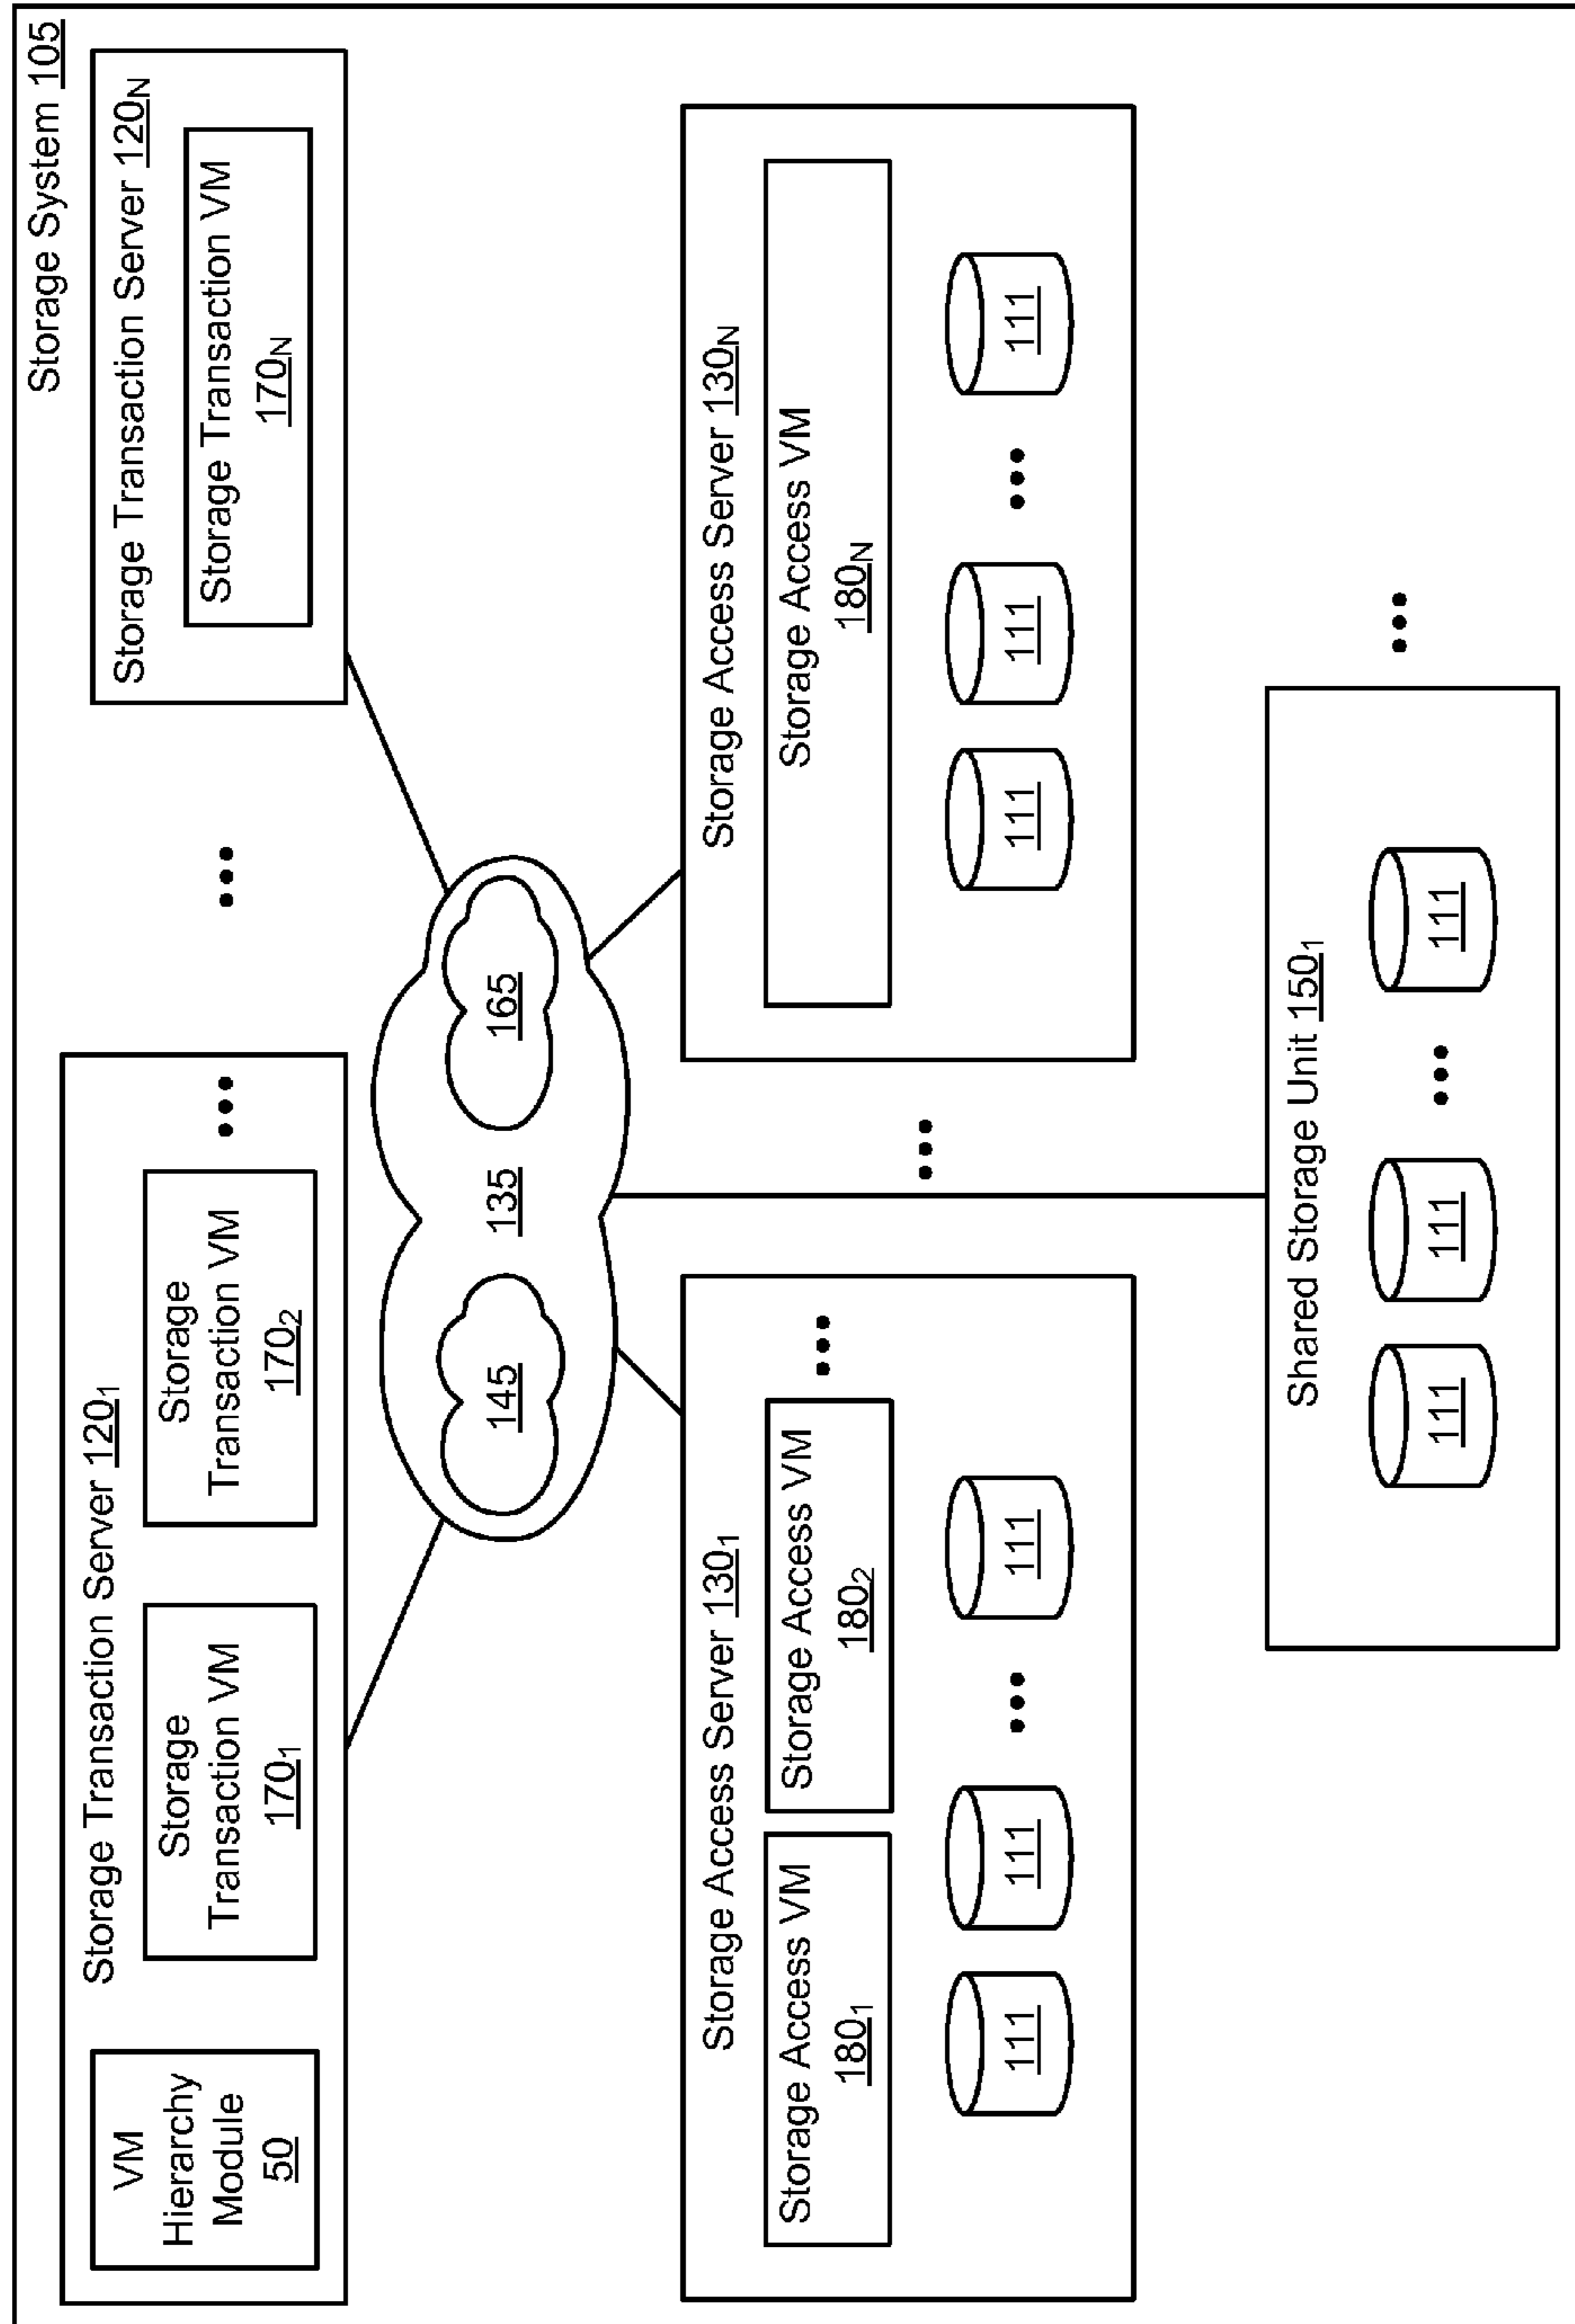 Storage System 105
Storage Transaction Server 120₁
VM
Hierarchy
Module
50
Storage
Transaction VM
170₁
Storage
Transaction VM
170₂
•••
•••
Storage Transaction Server 120N
Storage Transaction VM
170N
145
135
165
Storage Access Server 130₁
Storage Access VM
180₁
Storage Access VM
180₂
•••
111
111
•••
111
•••
Storage Access Server 130N
Storage Access VM
180N
111
111
•••
111
Shared Storage Unit 150₁
111
111
•••
111
•••